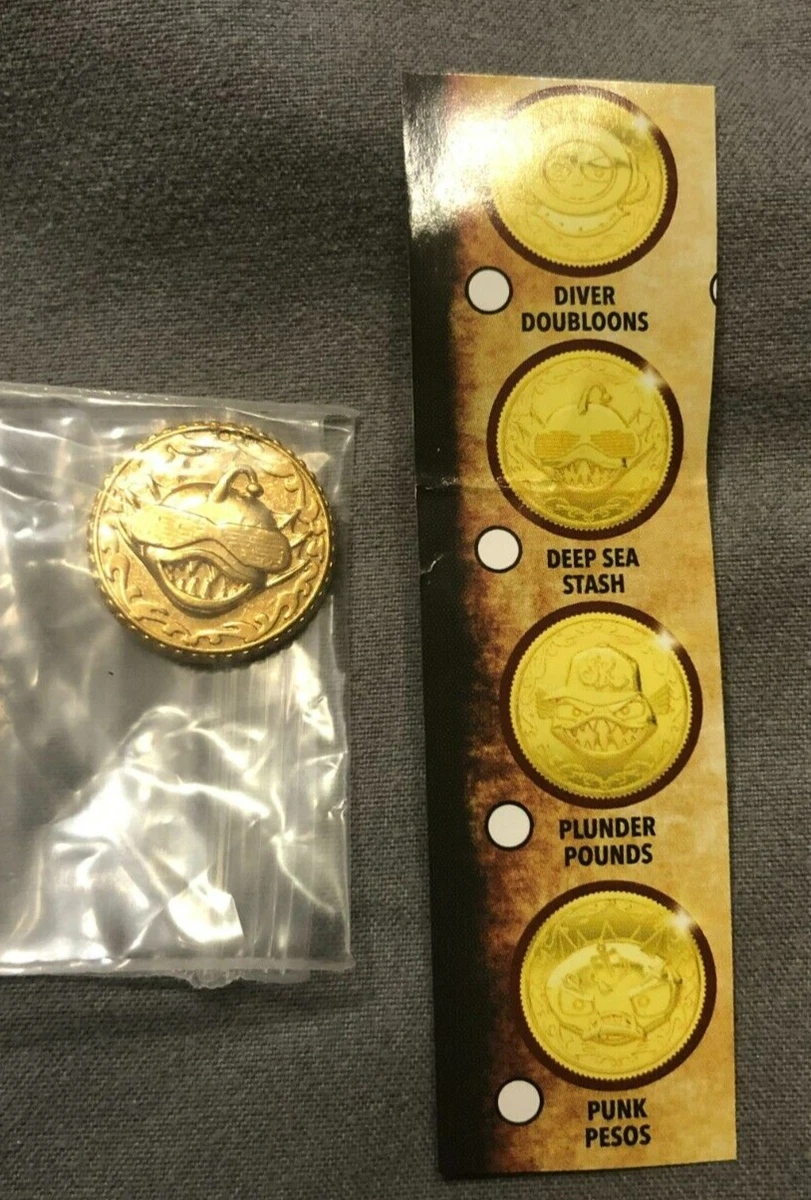 DIVER
DOUBLOONS
DEEP SEA
STASH
PLUNDER
POUNDS
PUNK
PESOS